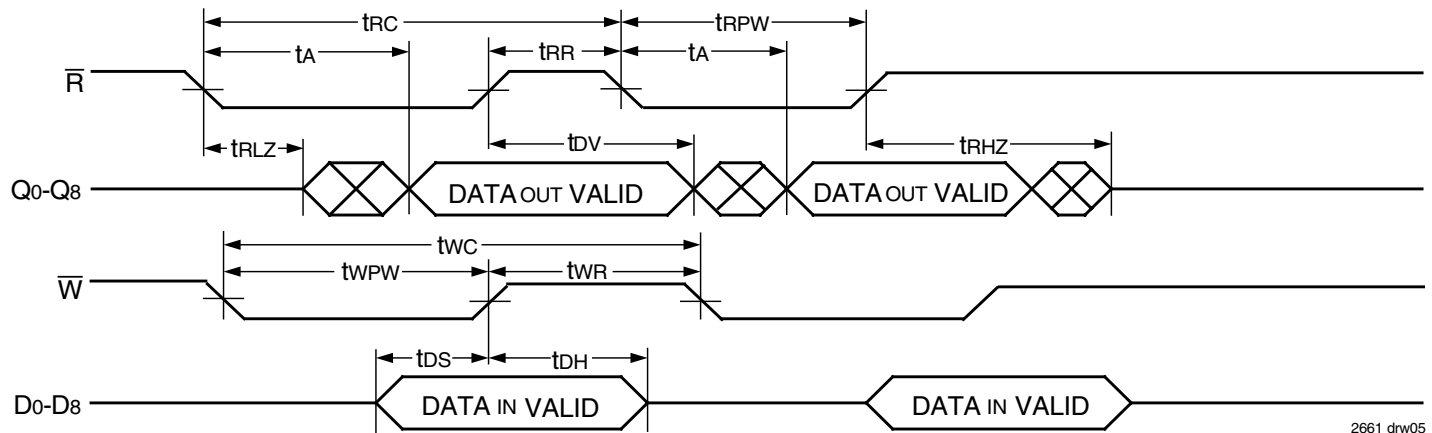 tRC tRPW
tA tRR tA
R̅
tRLZ tDV tRHZ
Q0-Q8 DATA OUT VALID DATA OUT VALID
tWC
tWPW tWR
W̅
tDS tDH
D0-D8 DATA IN VALID DATA IN VALID
2661 drw05